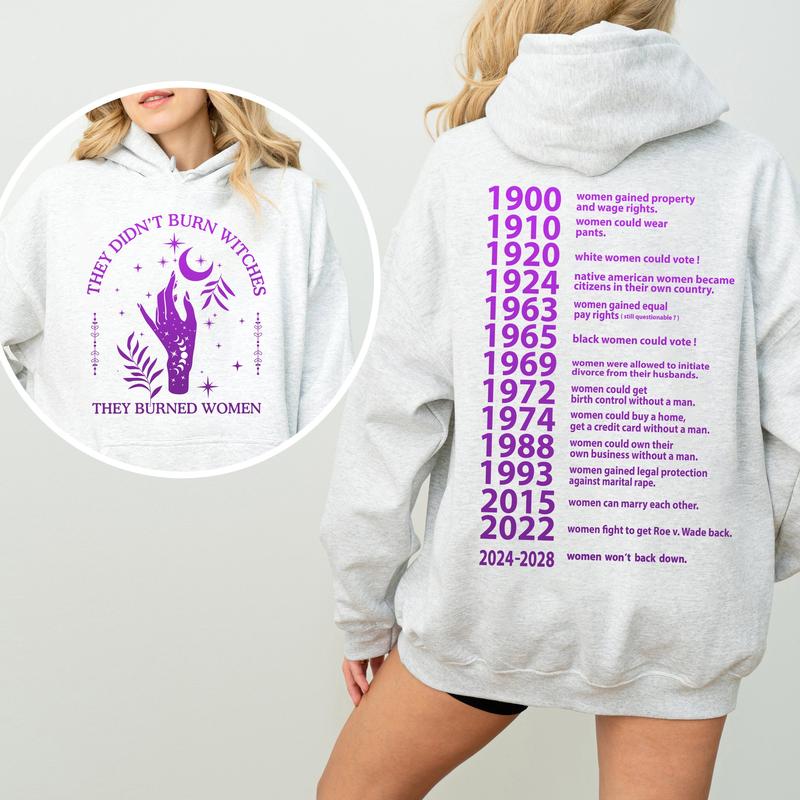 THEY DIDN'T BURN WITCHES
THEY BURNED WOMEN
1900 women gained property
and wage rights.
1910 women could wear
pants.
1920 white women could vote !
1924 native american women became
citizens in their own country.
1963 women gained equal
pay rights ( still questionable ? )
1965 black women could vote !
1969 women were allowed to initiate
divorce from their husbands.
1972 women could get
birth control without a man.
1974 women could buy a home,
get a credit card without a man.
1988 women could own their
own business without a man.
1993 women gained legal protection
against marital rape.
2015 women can marry each other.
2022 women fight to get Roe v. Wade back.
2024-2028 women won't back down.